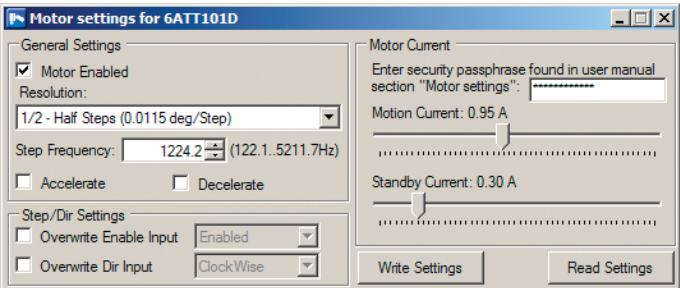 Motor settings for 6ATT101D
General Settings
Motor Enabled
Resolution:
1/2 - Half Steps (0.0115 deg/Step)
Step Frequency: 1224.2 (122.1..5211.7Hz)
Accelerate Decelerate
Step/Dir Settings
Overwrite Enable Input Enabled
Overwrite Dir Input ClockWise
Motor Current
Enter security passphrase found in user manual
section "Motor settings": ************
Motion Current: 0.95 A
Standby Current: 0.30 A
Write Settings Read Settings